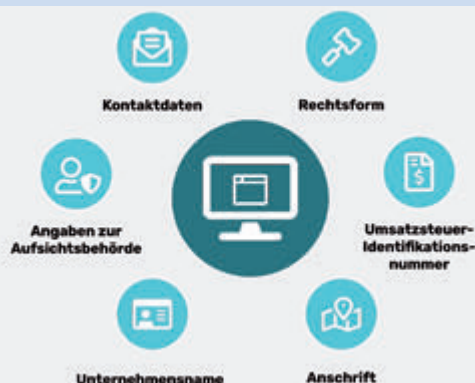 Kontaktdaten
Rechtsform
Angaben zur
Aufsichtsbehörde
Umsatzsteuer-
Identifikations-
nummer
Unternehmensname
Anschrift